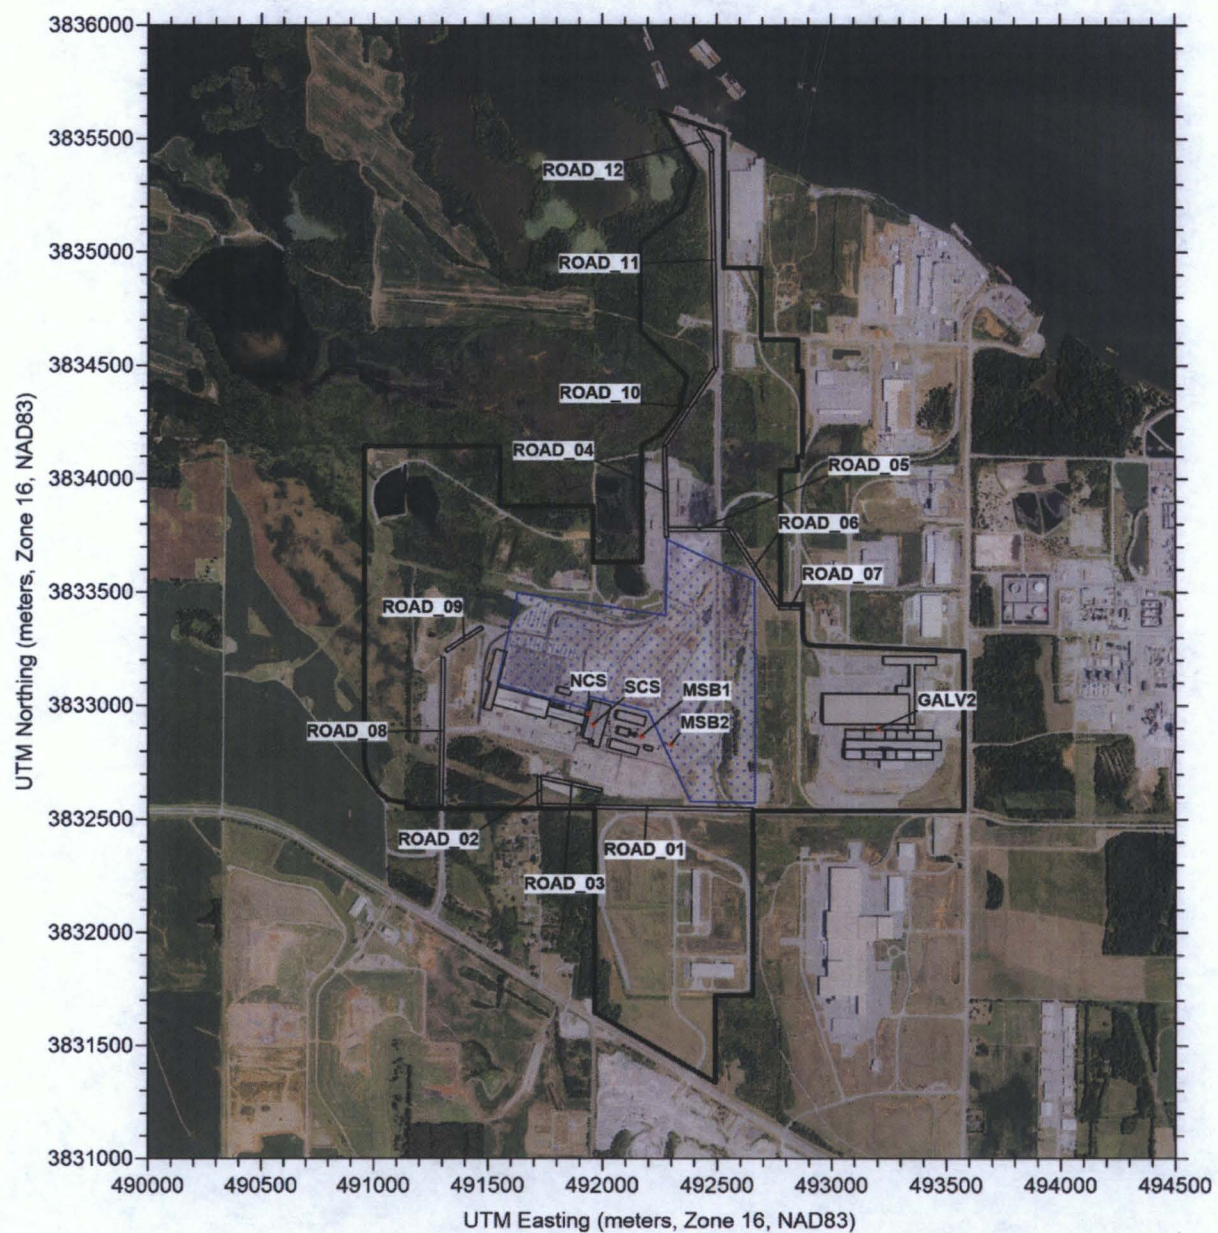 3836000
3835500
3835000
3834500
3834000
3833500
3833000
3832500
3832000
3831500
3831000
UTM Northing (meters, Zone 16, NAD83)
ROAD_12
ROAD_11
ROAD_10
ROAD_04
ROAD_05
ROAD_06
ROAD_07
ROAD_09
NCS
SCS
MSB1
MSB2
GALV2
ROAD_08
ROAD_02
ROAD_01
ROAD_03
490000 490500 491000 491500 492000 492500 493000 493500 494000 494500
UTM Easting (meters, Zone 16, NAD83)